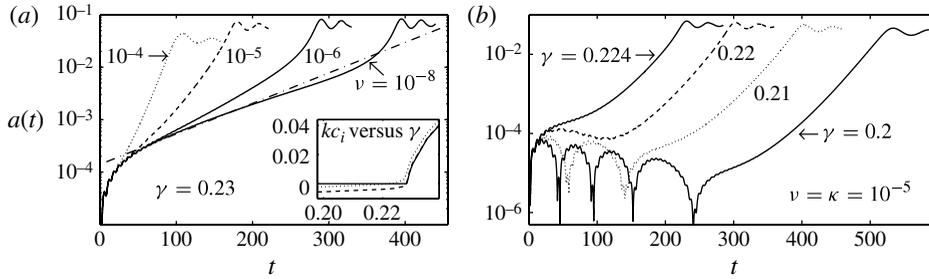 (a)
10⁻¹
10⁻²
a(t)
10⁻³
10⁻⁴
10⁻⁴
10⁻⁵
10⁻⁶
ν = 10⁻⁸
γ = 0.23
kcᵢ versus γ
0.04
0.02
0
0.20
0.22
0
100
200
300
400
t
(b)
10⁻²
10⁻⁴
10⁻⁶
γ = 0.224
0.22
0.21
γ = 0.2
ν = κ = 10⁻⁵
0
100
200
300
400
500
t